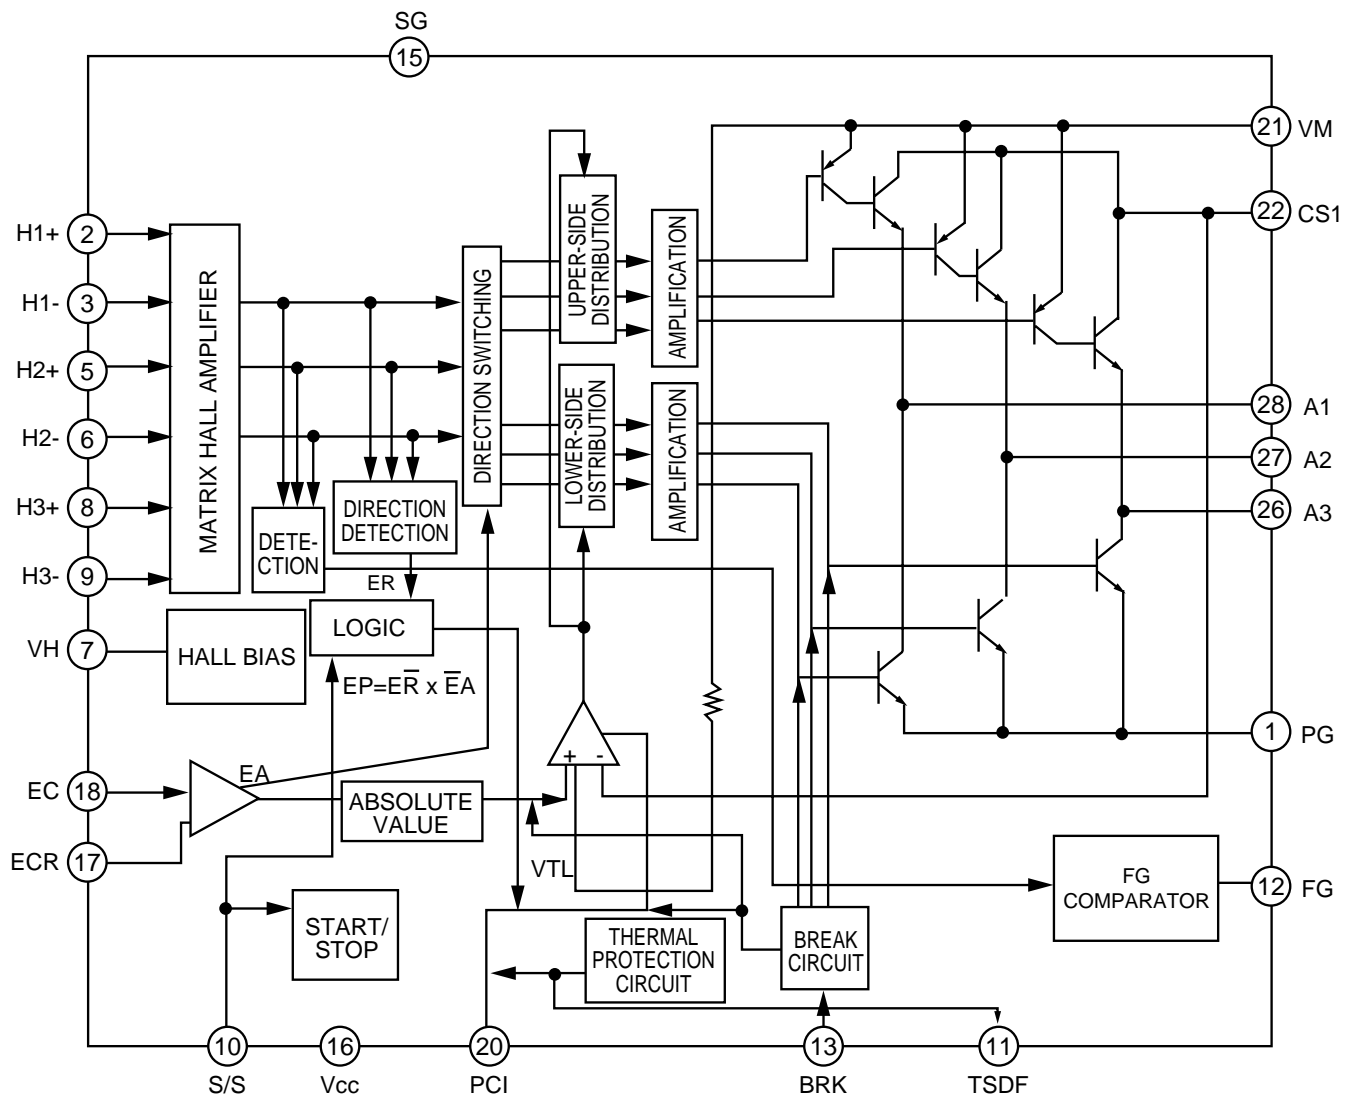 SG
15
21 VM
22 CS1
H1+ 2
H1- 3
H2+ 5
H2- 6
H3+ 8
H3- 9
VH 7
MATRIX HALL AMPLIFIER
DETE-
CTION
DIRECTION
DETECTION
DIRECTION SWITCHING
UPPER-SIDE
DISTRIBUTION
LOWER-SIDE
DISTRIBUTION
AMPLIFICATION
AMPLIFICATION
28 A1
27 A2
26 A3
ER
LOGIC
HALL BIAS
EP=ER̅ x E̅A
1 PG
+ -
EC 18
EA
ABSOLUTE
VALUE
ECR 17
VTL
FG
COMPARATOR
12 FG
START/
STOP
THERMAL
PROTECTION
CIRCUIT
BREAK
CIRCUIT
10
S/S
16
Vcc
20
PCI
13
BRK
11
TSDF